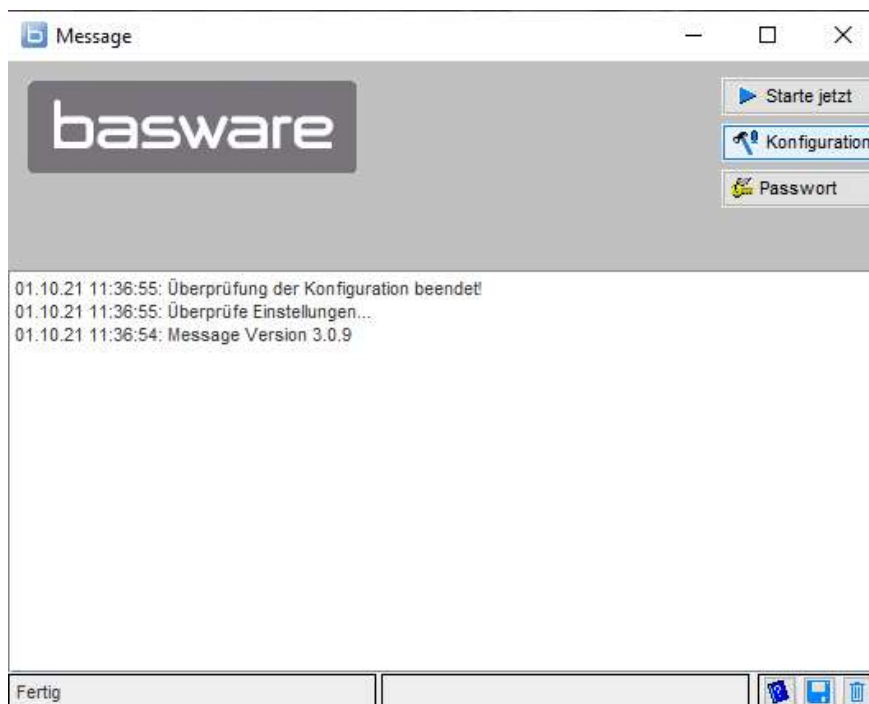 Message
basware
Starte jetzt
Konfiguration
Passwort
01.10.21 11:36:55: Überprüfung der Konfiguration beendet!
01.10.21 11:36:55: Überprüfe Einstellungen...
01.10.21 11:36:54: Message Version 3.0.9
Fertig